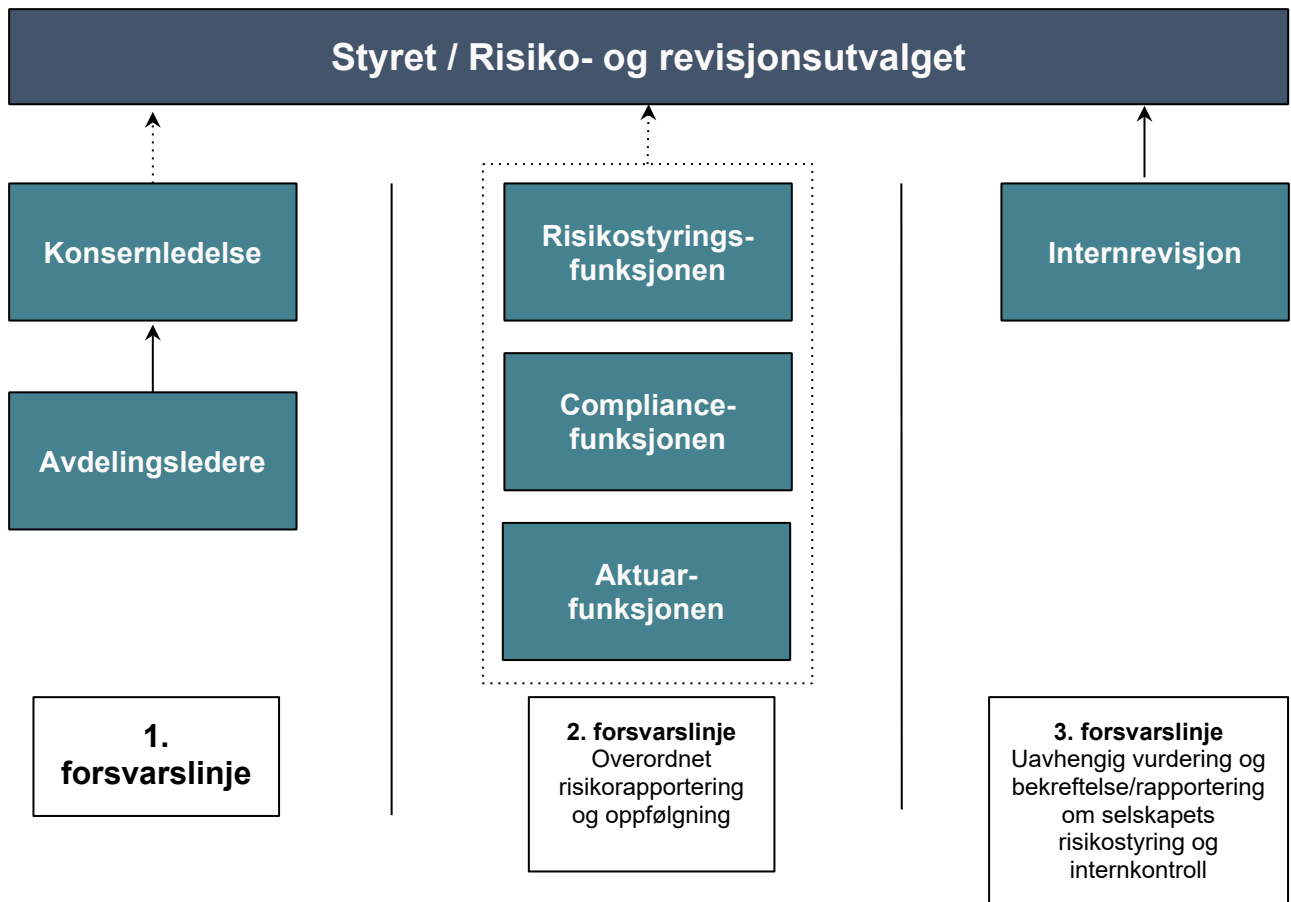 Styret / Risiko- og revisjonsutvalget
Konsernledelse
Avdelingsledere
1.
forsvarslinje
Risikostyrings-
funksjonen
Compliance-
funksjonen
Aktuar-
funksjonen
2. forsvarslinje
Overordnet
risikorapportering
og oppfølgning
Internrevisjon
3. forsvarslinje
Uavhengig vurdering og
bekreftelse/rapportering
om selskapets
risikostyring og
internkontroll